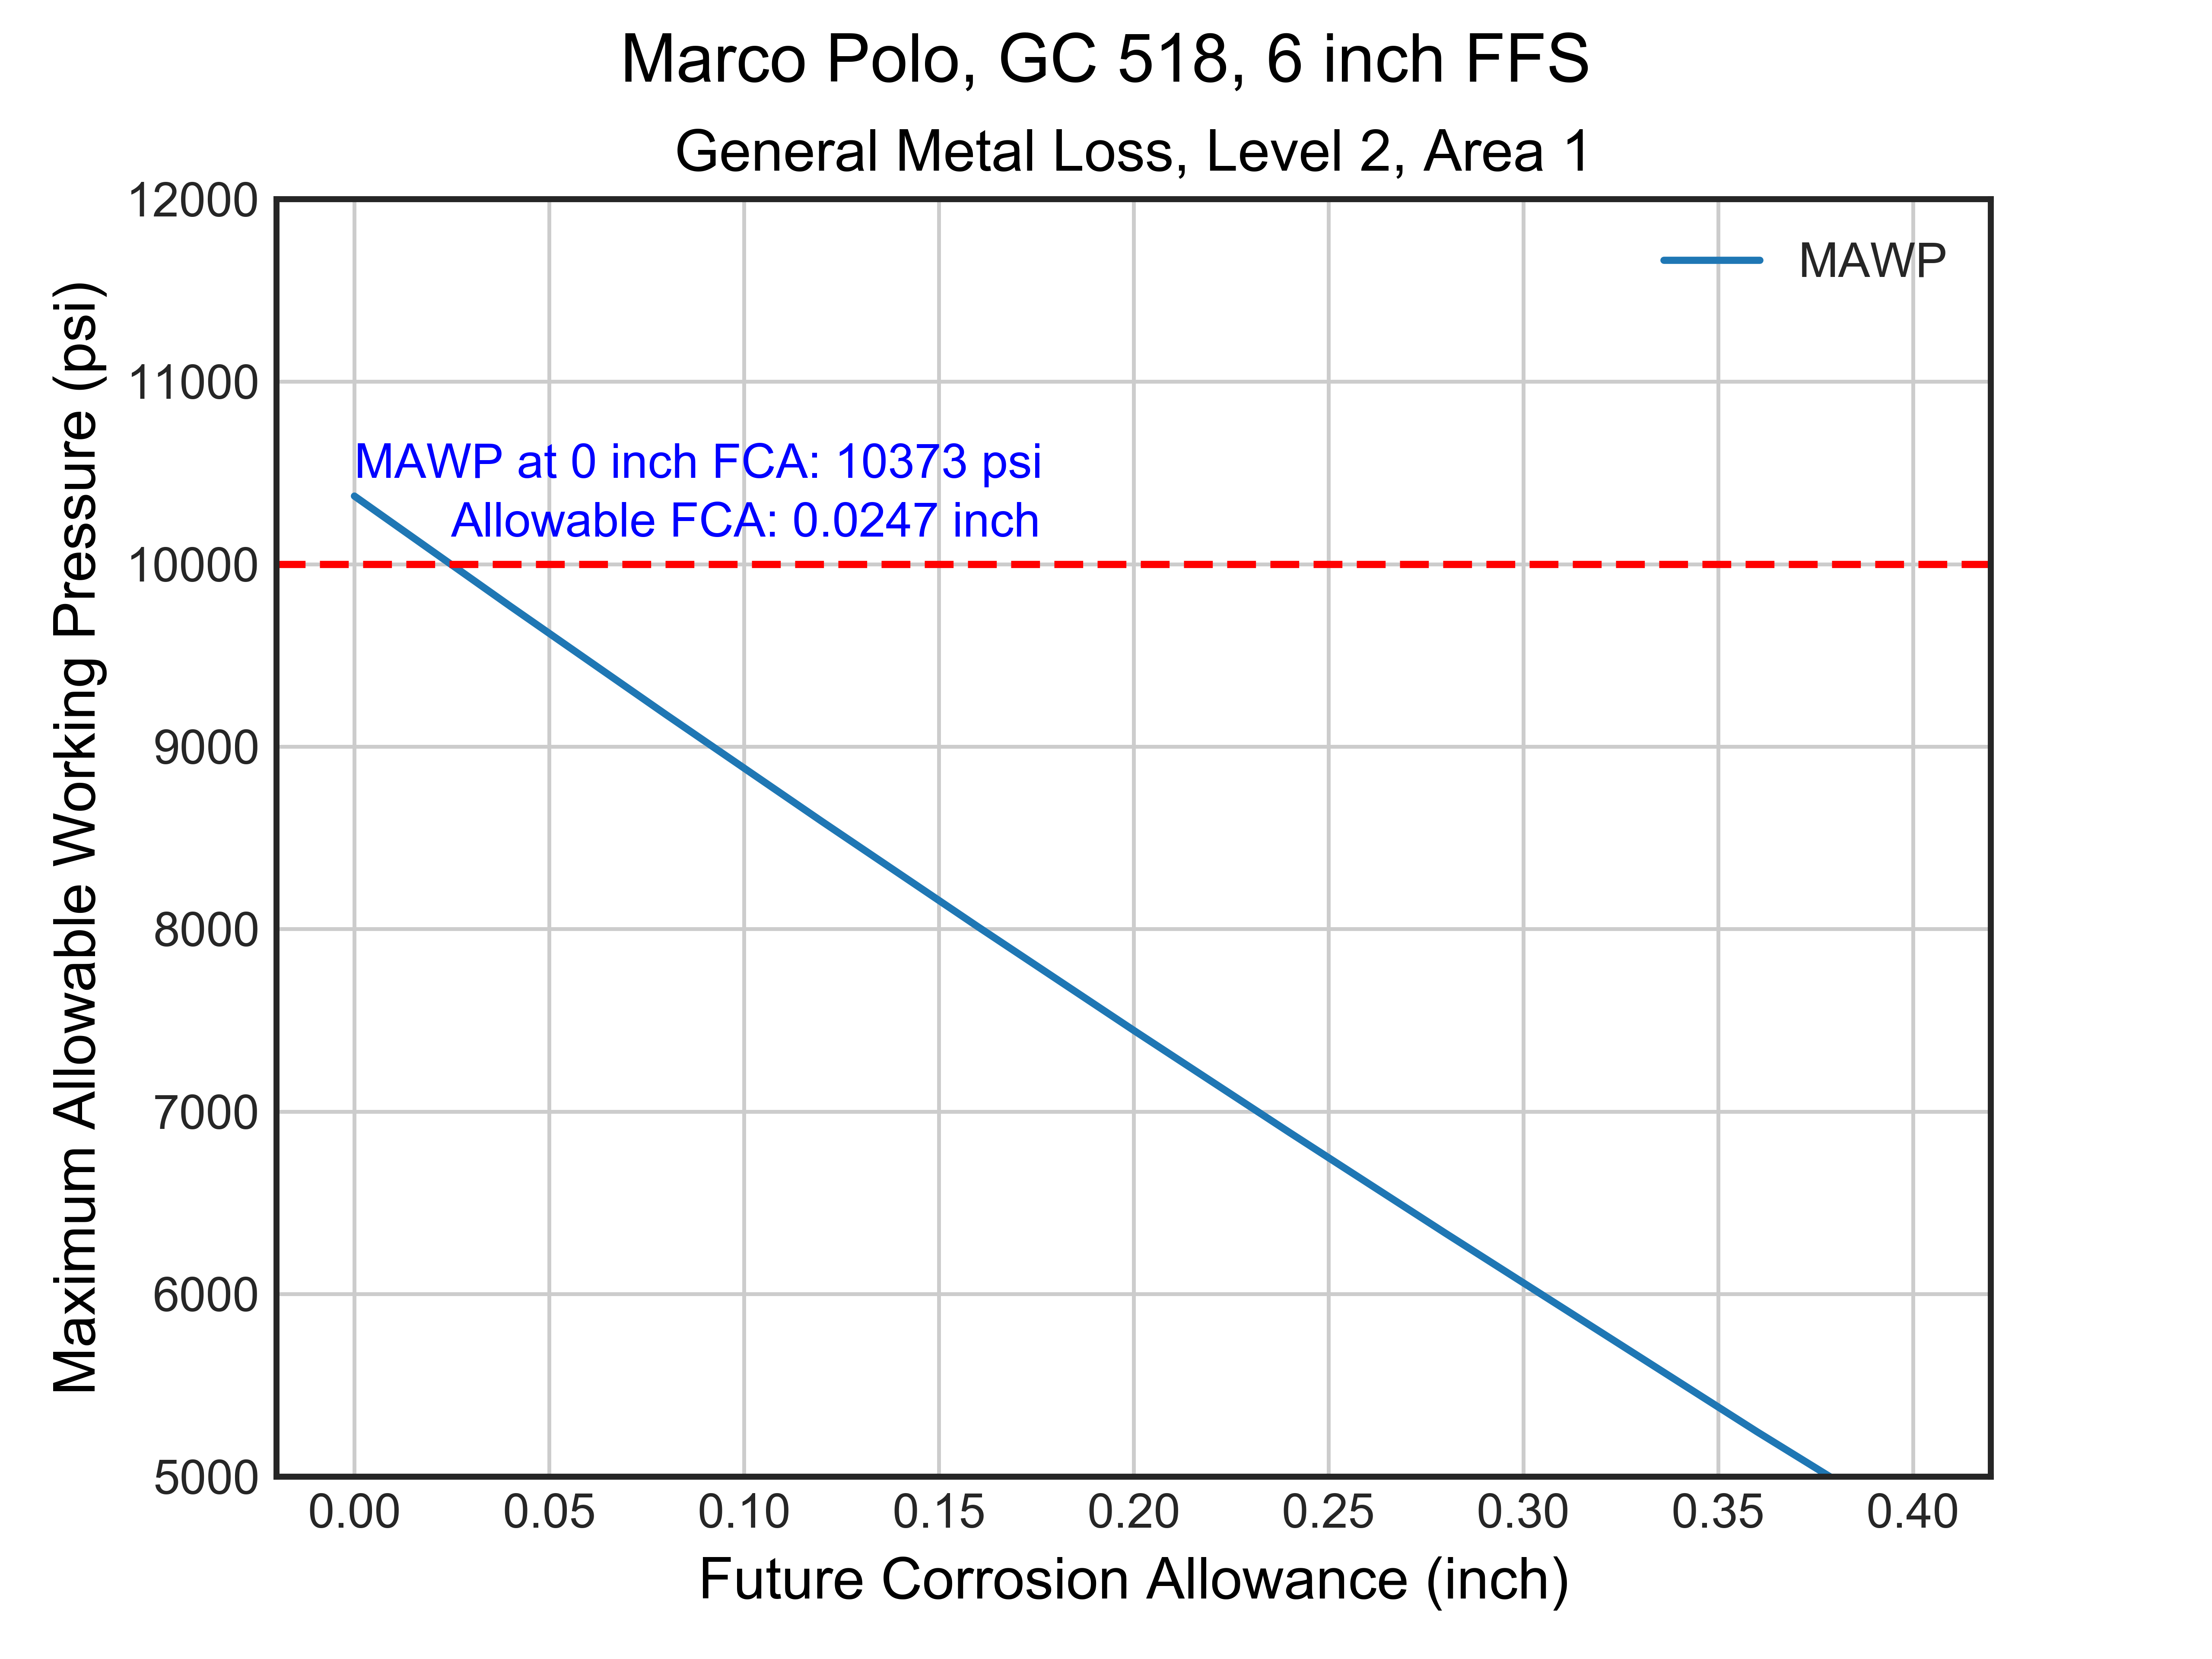 Marco Polo, GC 518, 6 inch FFS
General Metal Loss, Level 2, Area 1
Maximum Allowable Working Pressure (psi)
12000
11000
10000
9000
8000
7000
6000
5000
MAWP
MAWP at 0 inch FCA: 10373 psi
Allowable FCA: 0.0247 inch
0.00 0.05 0.10 0.15 0.20 0.25 0.30 0.35 0.40
Future Corrosion Allowance (inch)